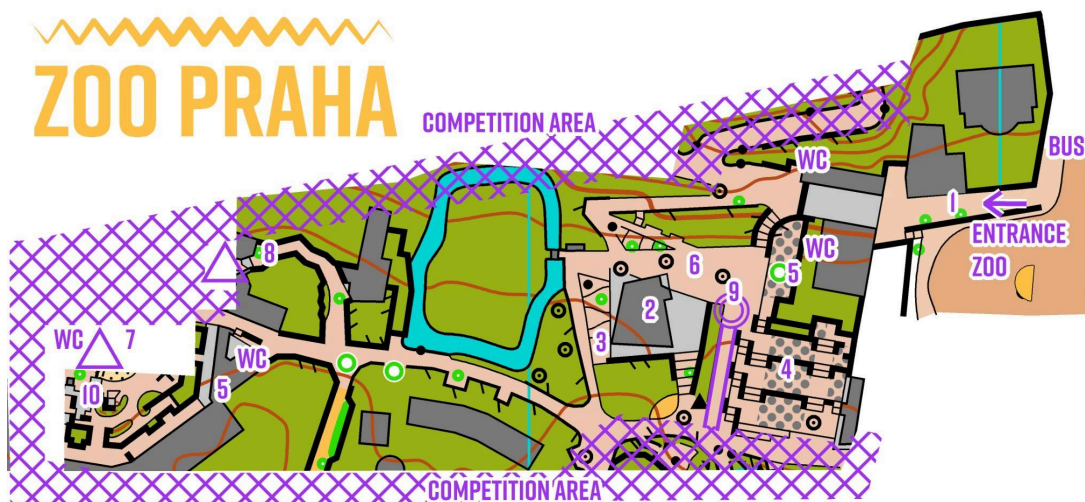 ZOO PRAHA
COMPETITION AREA
BUS
WC
1
ENTRANCE
ZOO
WC
5
8
6
9
2
3
4
WC
7
WC
10
5
COMPETITION AREA